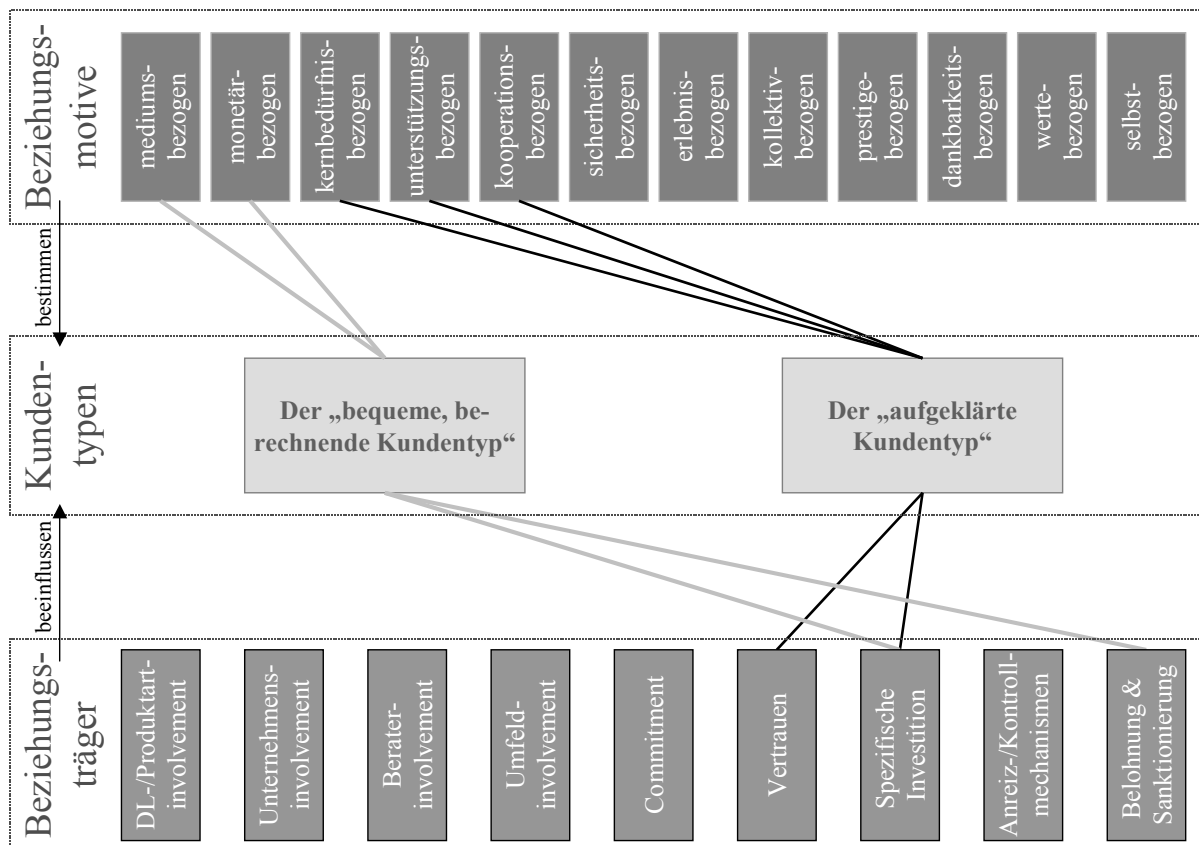 Beziehungs-
motive
mediums-
bezogen
monetär-
bezogen
kernbedürfnis-
bezogen
unterstützungs-
bezogen
kooperations-
bezogen
sicherheits-
bezogen
erlebnis-
bezogen
kollektiv-
bezogen
prestige-
bezogen
dankbarkeits-
bezogen
werte-
bezogen
selbst-
bezogen
bestimmen
Kunden-
typen
Der „bequeme, be-
rechnende Kundentyp“
Der „aufgeklärte
Kundentyp“
beeinflussen
Beziehungs-
träger
DL-/Produktart-
involvement
Unternehmens-
involvement
Berater-
involvement
Umfeld-
involvement
Commitment
Vertrauen
Spezifische
Investition
Anreiz-/Kontroll-
mechanismen
Belohnung &
Sanktionierung